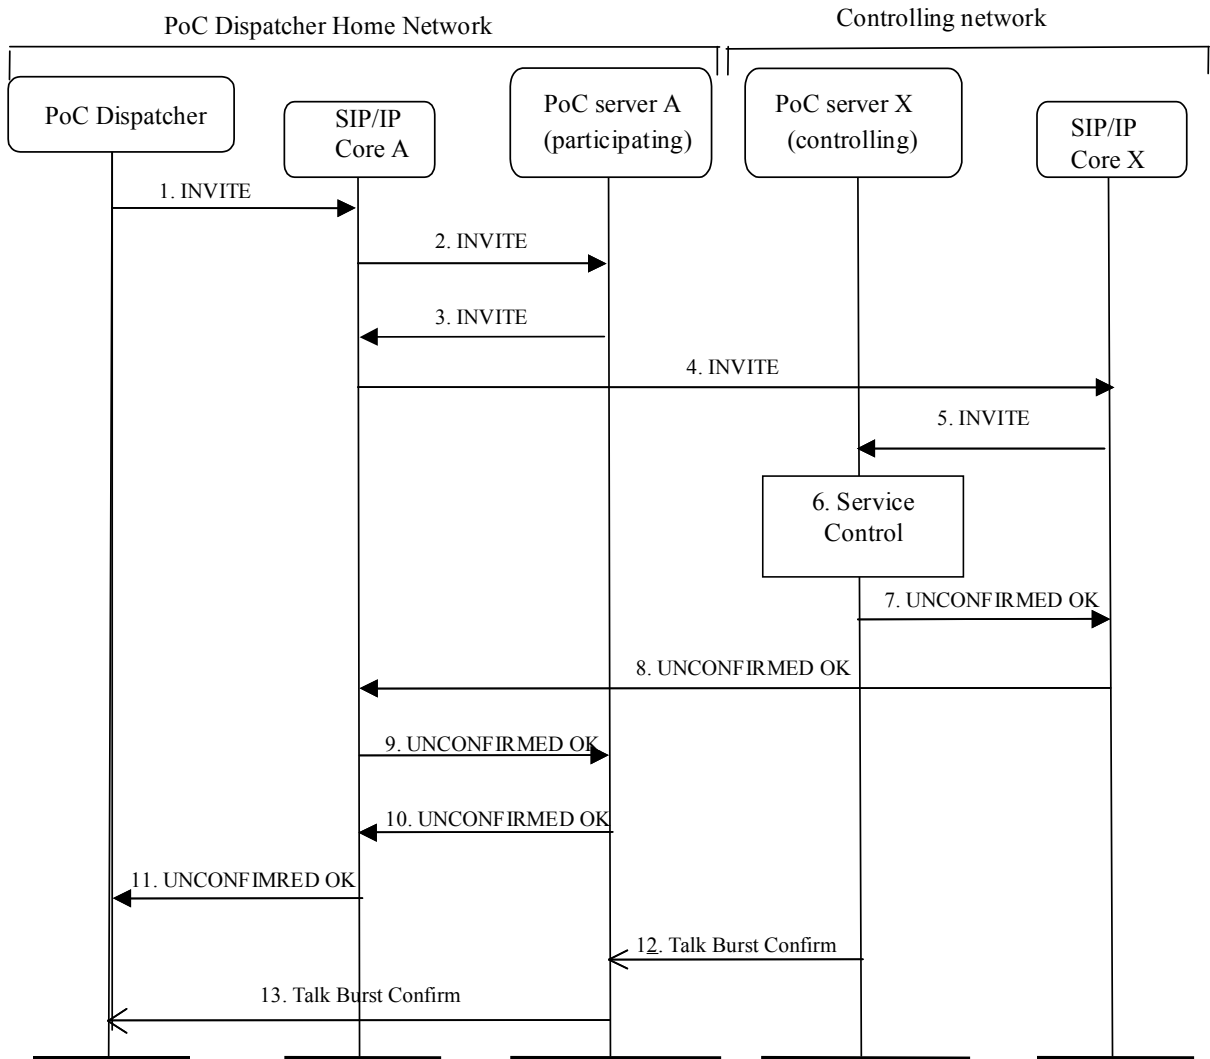 PoC Dispatcher Home Network
Controlling network
PoC Dispatcher
SIP/IP
Core A
PoC server A
(participating)
PoC server X
(controlling)
SIP/IP
Core X
1. INVITE
2. INVITE
3. INVITE
4. INVITE
5. INVITE
6. Service
Control
7. UNCONFIRMED OK
8. UNCONFIRMED OK
9. UNCONFIRMED OK
10. UNCONFIRMED OK
11. UNCONFIMRED OK
12. Talk Burst Confirm
13. Talk Burst Confirm